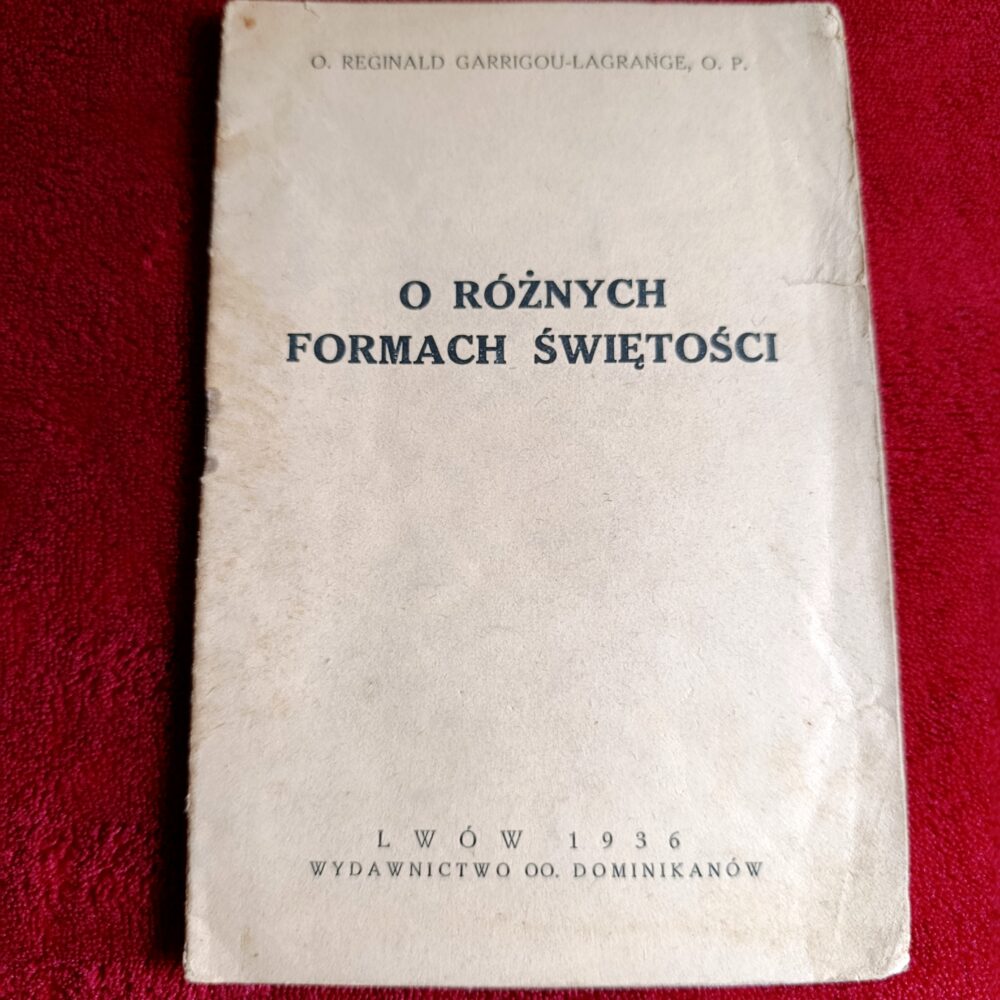 O. REGINALD GARRIGOU-LAGRANGE, O. P.
O RÓŻNYCH
FORMACH ŚWIĘTOŚCI
LWÓW 1936
WYDAWNICTWO OO. DOMINIKANÓW